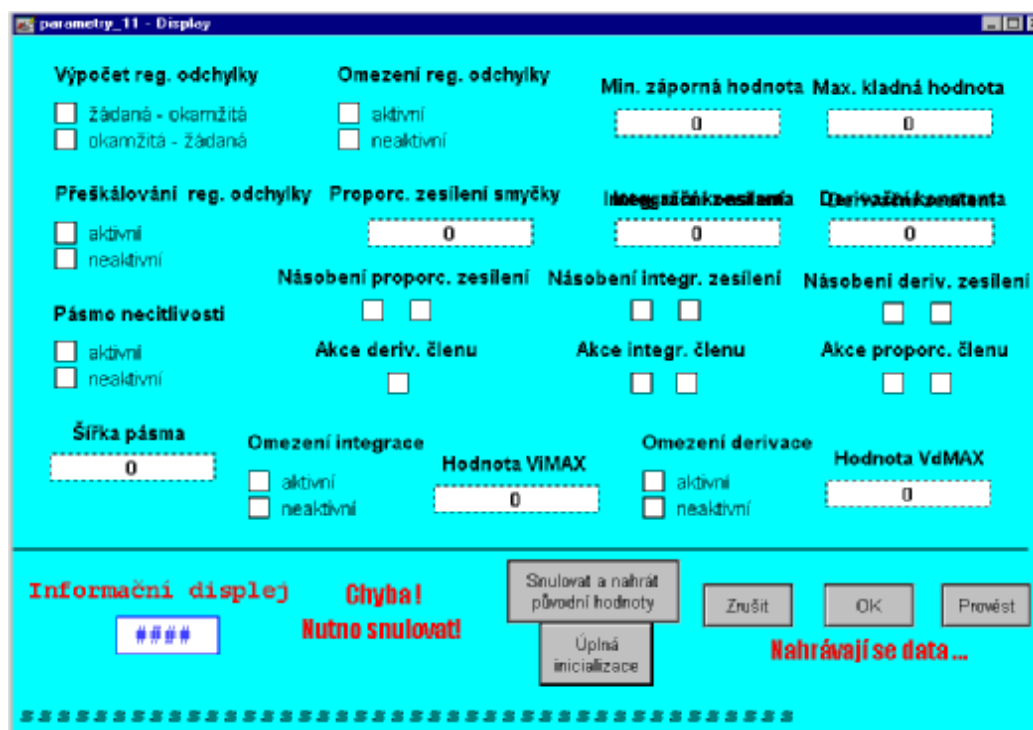 parametry_11 - Display
Výpočet reg. odchylky
žádaná - okamžitá
okamžitá - žádaná
Omezení reg. odchylky
aktivní
neaktivní
Min. záporná hodnota
0
Max. kladná hodnota
0
Přeškálování reg. odchylky
aktivní
neaktivní
Proporc. zesílení smyčky
0
0
0
Násobení proporc. zesílení
Násobení integr. zesílení
Násobení deriv. zesílení
Pásmo necitlivosti
aktivní
neaktivní
Akce deriv. členu
Akce integr. členu
Akce proporc. členu
Šířka pásma
0
Omezení integrace
aktivní
neaktivní
Hodnota ViMAX
0
Omezení derivace
aktivní
neaktivní
Hodnota VdMAX
0
Informační displej
####
Chyba!
Nutno snulovat!
Snulovat a nahrát
původní hodnoty
Úplná
inicializace
Zrušit
OK
Provést
Nahrávají se data ...